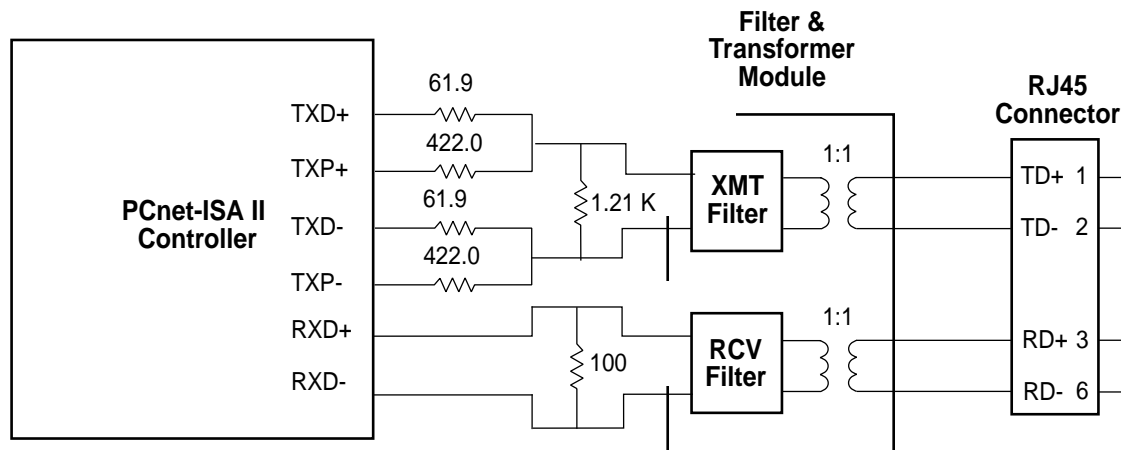 Filter &
Transformer
Module
RJ45
Connector
61.9
TXD+
422.0
TXP+
61.9
TXD-
422.0
TXP-
RXD+
RXD-
PCnet-ISA II
Controller
1.21 K
100
XMT
Filter
1:1
RCV
Filter
1:1
TD+ 1
TD- 2
RD+ 3
RD- 6